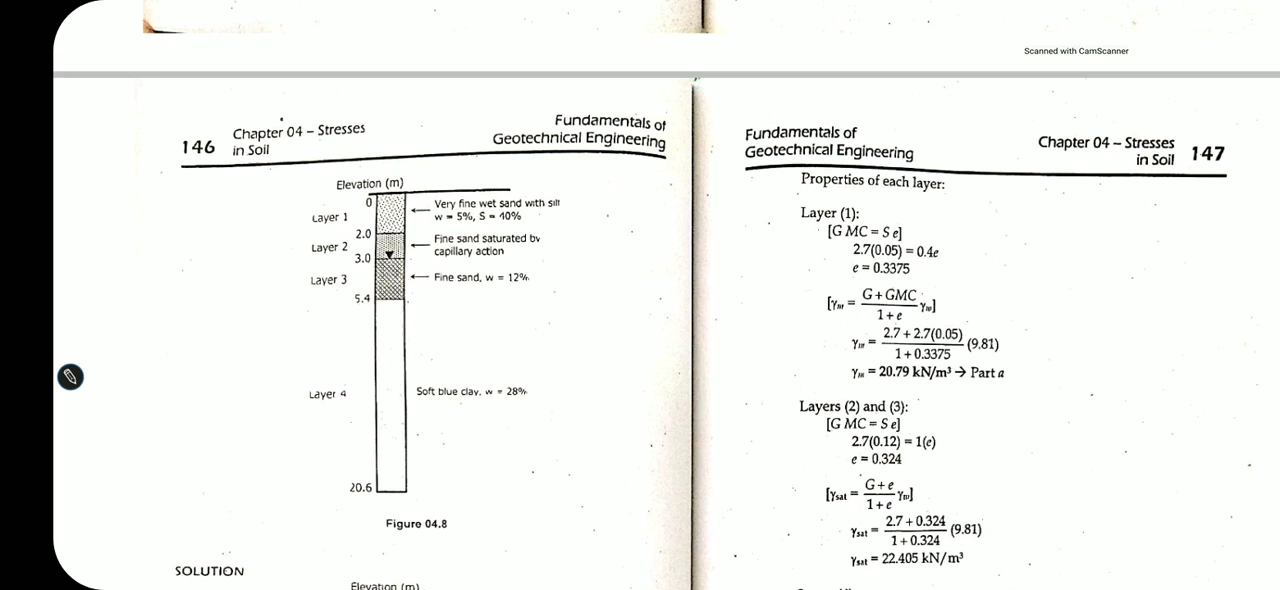 Scanned with CamScanner
146
Chapter 04 – Stresses
in Soil
Fundamentals of
Geotechnical Engineering
Elevation (m)
0
Layer 1
Very fine wet sand with silt
w = 5%, S = 40%
2.0
Layer 2
Fine sand saturated by
capillary action
3.0
Layer 3
Fine sand, w = 12%
5.4
Layer 4
Soft blue clay, w = 28%
20.6
Figure 04.8
SOLUTION
Elevation (m)
Fundamentals of
Geotechnical Engineering
Chapter 04 – Stresses
in Soil
147
Properties of each layer:
Layer (1):
[G MC = S e]
2.7(0.05) = 0.4e
e = 0.3375
[γm = (G + GMC)/(1 + e) γw]
γm = (2.7 + 2.7(0.05))/(1 + 0.3375) (9.81)
γm = 20.79 kN/m³ → Part a
Layers (2) and (3):
[G MC = S e]
2.7(0.12) = 1(e)
e = 0.324
[γsat = (G + e)/(1 + e) γw]
γsat = (2.7 + 0.324)/(1 + 0.324) (9.81)
γsat = 22.405 kN/m³